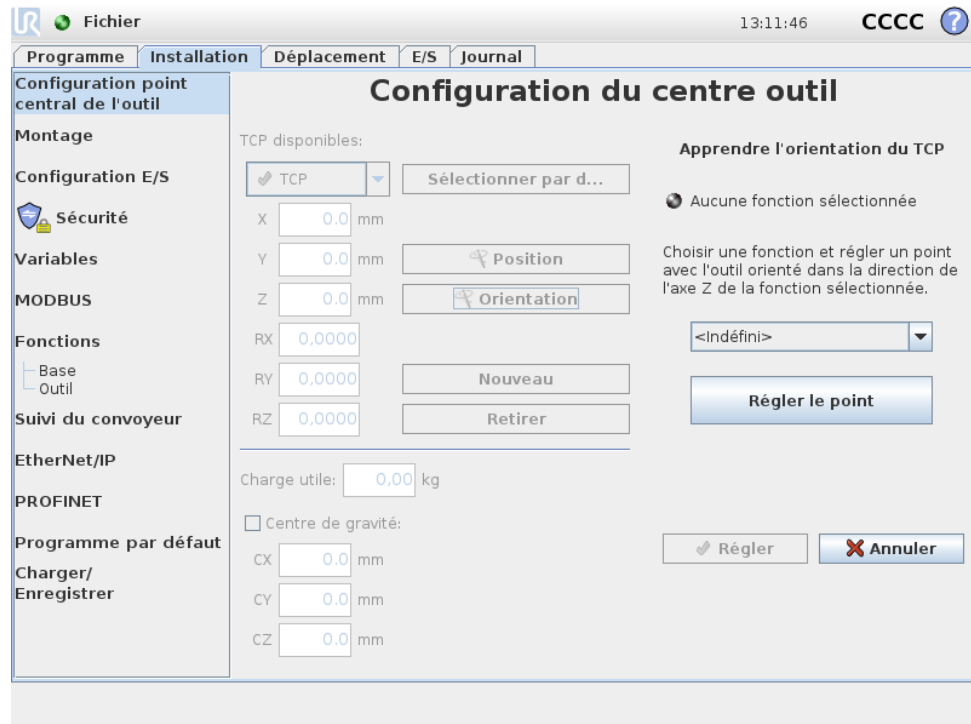 UR Fichier 13:11:46 CCCC ?
Programme Installation Déplacement E/S Journal
Configuration point
central de l'outil
Montage
Configuration E/S
Sécurité
Variables
MODBUS
Fonctions
Base
Outil
Suivi du convoyeur
EtherNet/IP
PROFINET
Programme par défaut
Charger/
Enregistrer
Configuration du centre outil
TCP disponibles:
TCP Sélectionner par d...
X 0.0 mm
Y 0.0 mm Position
Z 0.0 mm Orientation
RX 0,0000
RY 0,0000 Nouveau
RZ 0,0000 Retirer
Charge utile: 0,00 kg
Centre de gravité:
CX 0.0 mm
CY 0.0 mm
CZ 0.0 mm
Apprendre l'orientation du TCP
Aucune fonction sélectionnée
Choisir une fonction et régler un point
avec l'outil orienté dans la direction de
l'axe Z de la fonction sélectionnée.
<Indéfini>
Régler le point
Régler Annuler